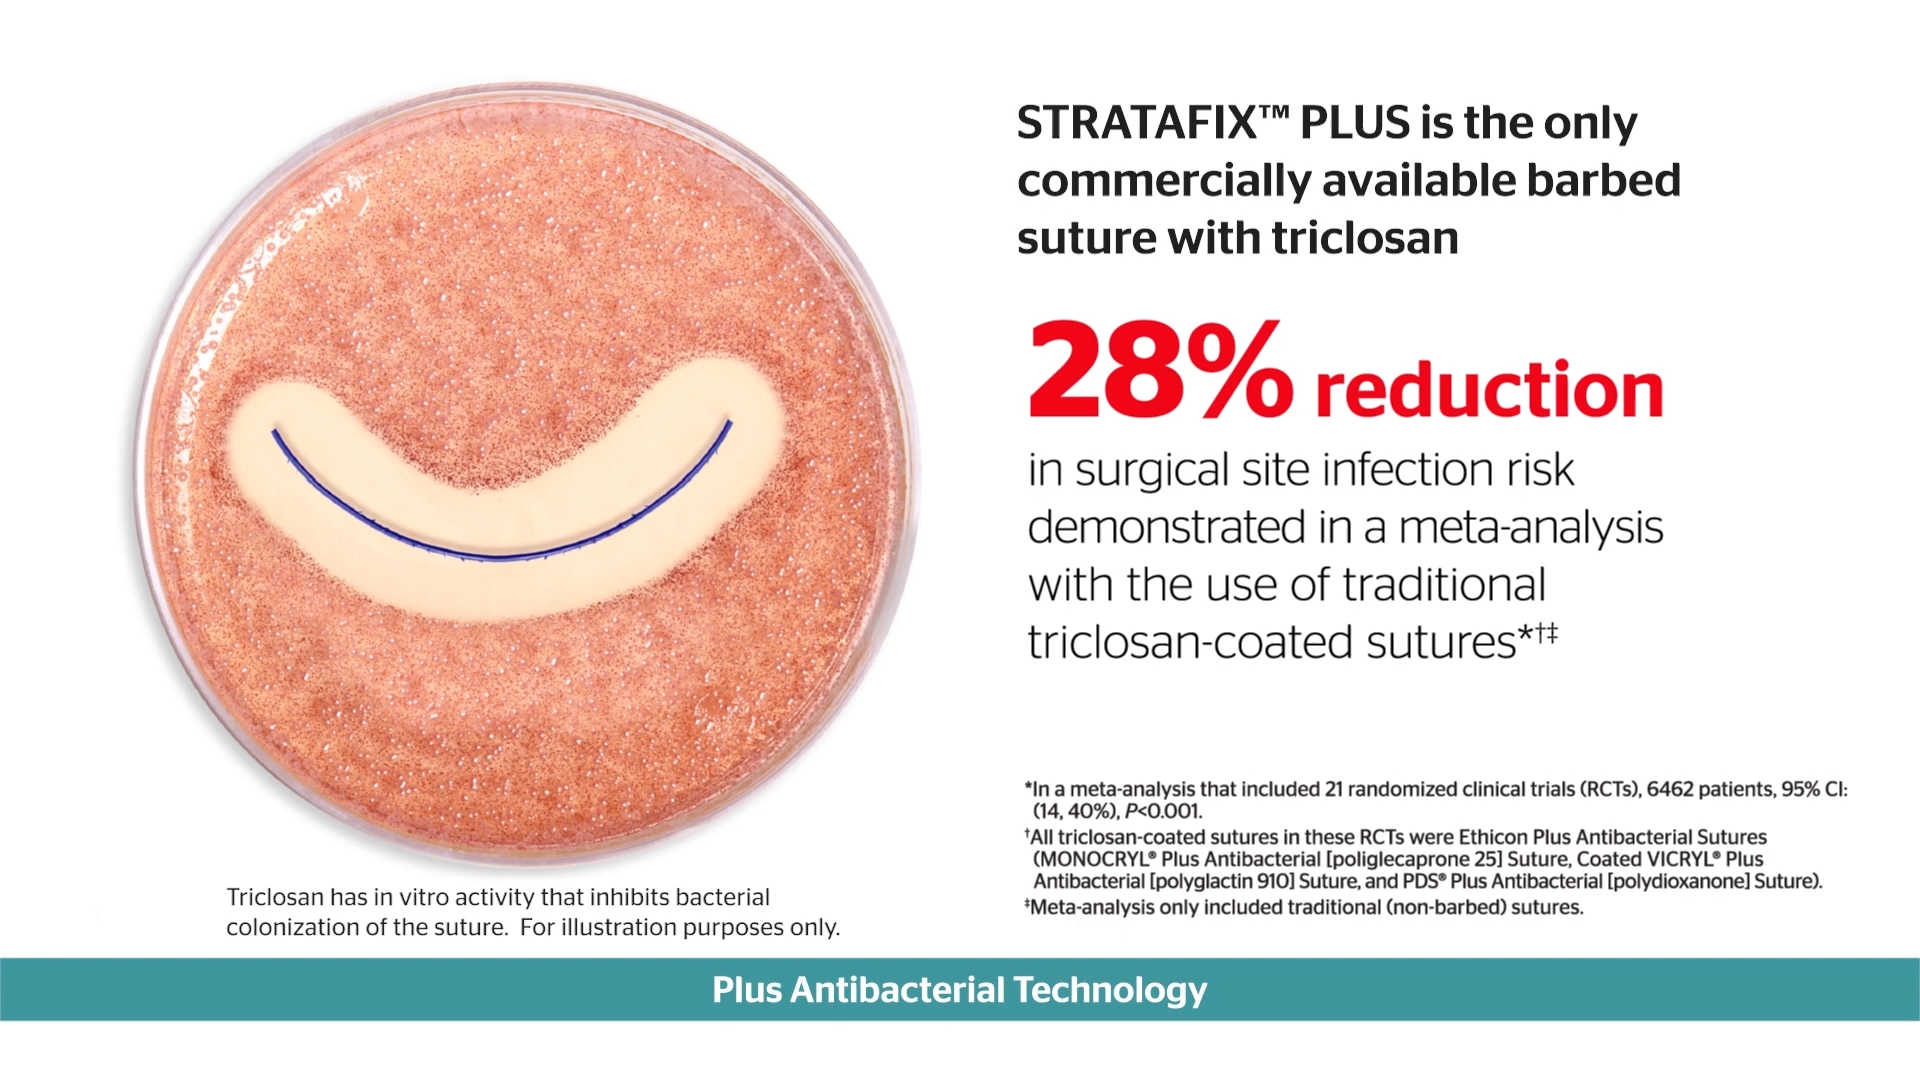 STRATAFIX™ PLUS is the only
commercially available barbed
suture with triclosan
28% reduction
in surgical site infection risk
demonstrated in a meta-analysis
with the use of traditional
triclosan-coated sutures*†‡
*In a meta-analysis that included 21 randomized clinical trials (RCTs), 6462 patients, 95% CI:
(14, 40%), P<0.001.
†All triclosan-coated sutures in these RCTs were Ethicon Plus Antibacterial Sutures
(MONOCRYL® Plus Antibacterial [poliglecaprone 25] Suture, Coated VICRYL® Plus
Antibacterial [polyglactin 910] Suture, and PDS® Plus Antibacterial [polydioxanone] Suture).
‡Meta-analysis only included traditional (non-barbed) sutures.
Triclosan has in vitro activity that inhibits bacterial
colonization of the suture.  For illustration purposes only.
Plus Antibacterial Technology